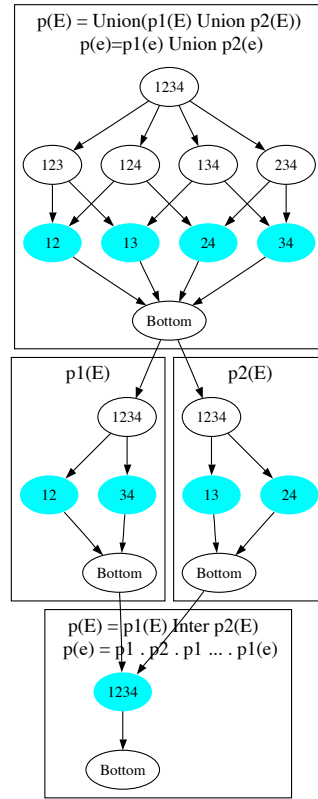 p(E) = Union(p1(E) Union p2(E))
p(e)=p1(e) Union p2(e)
1234
123 124 134 234
12 13 24 34
Bottom
p1(E)
1234
12 34
Bottom
p2(E)
1234
13 24
Bottom
p(E) = p1(E) Inter p2(E)
p(e) = p1 . p2 . p1 ... . p1(e)
1234
Bottom